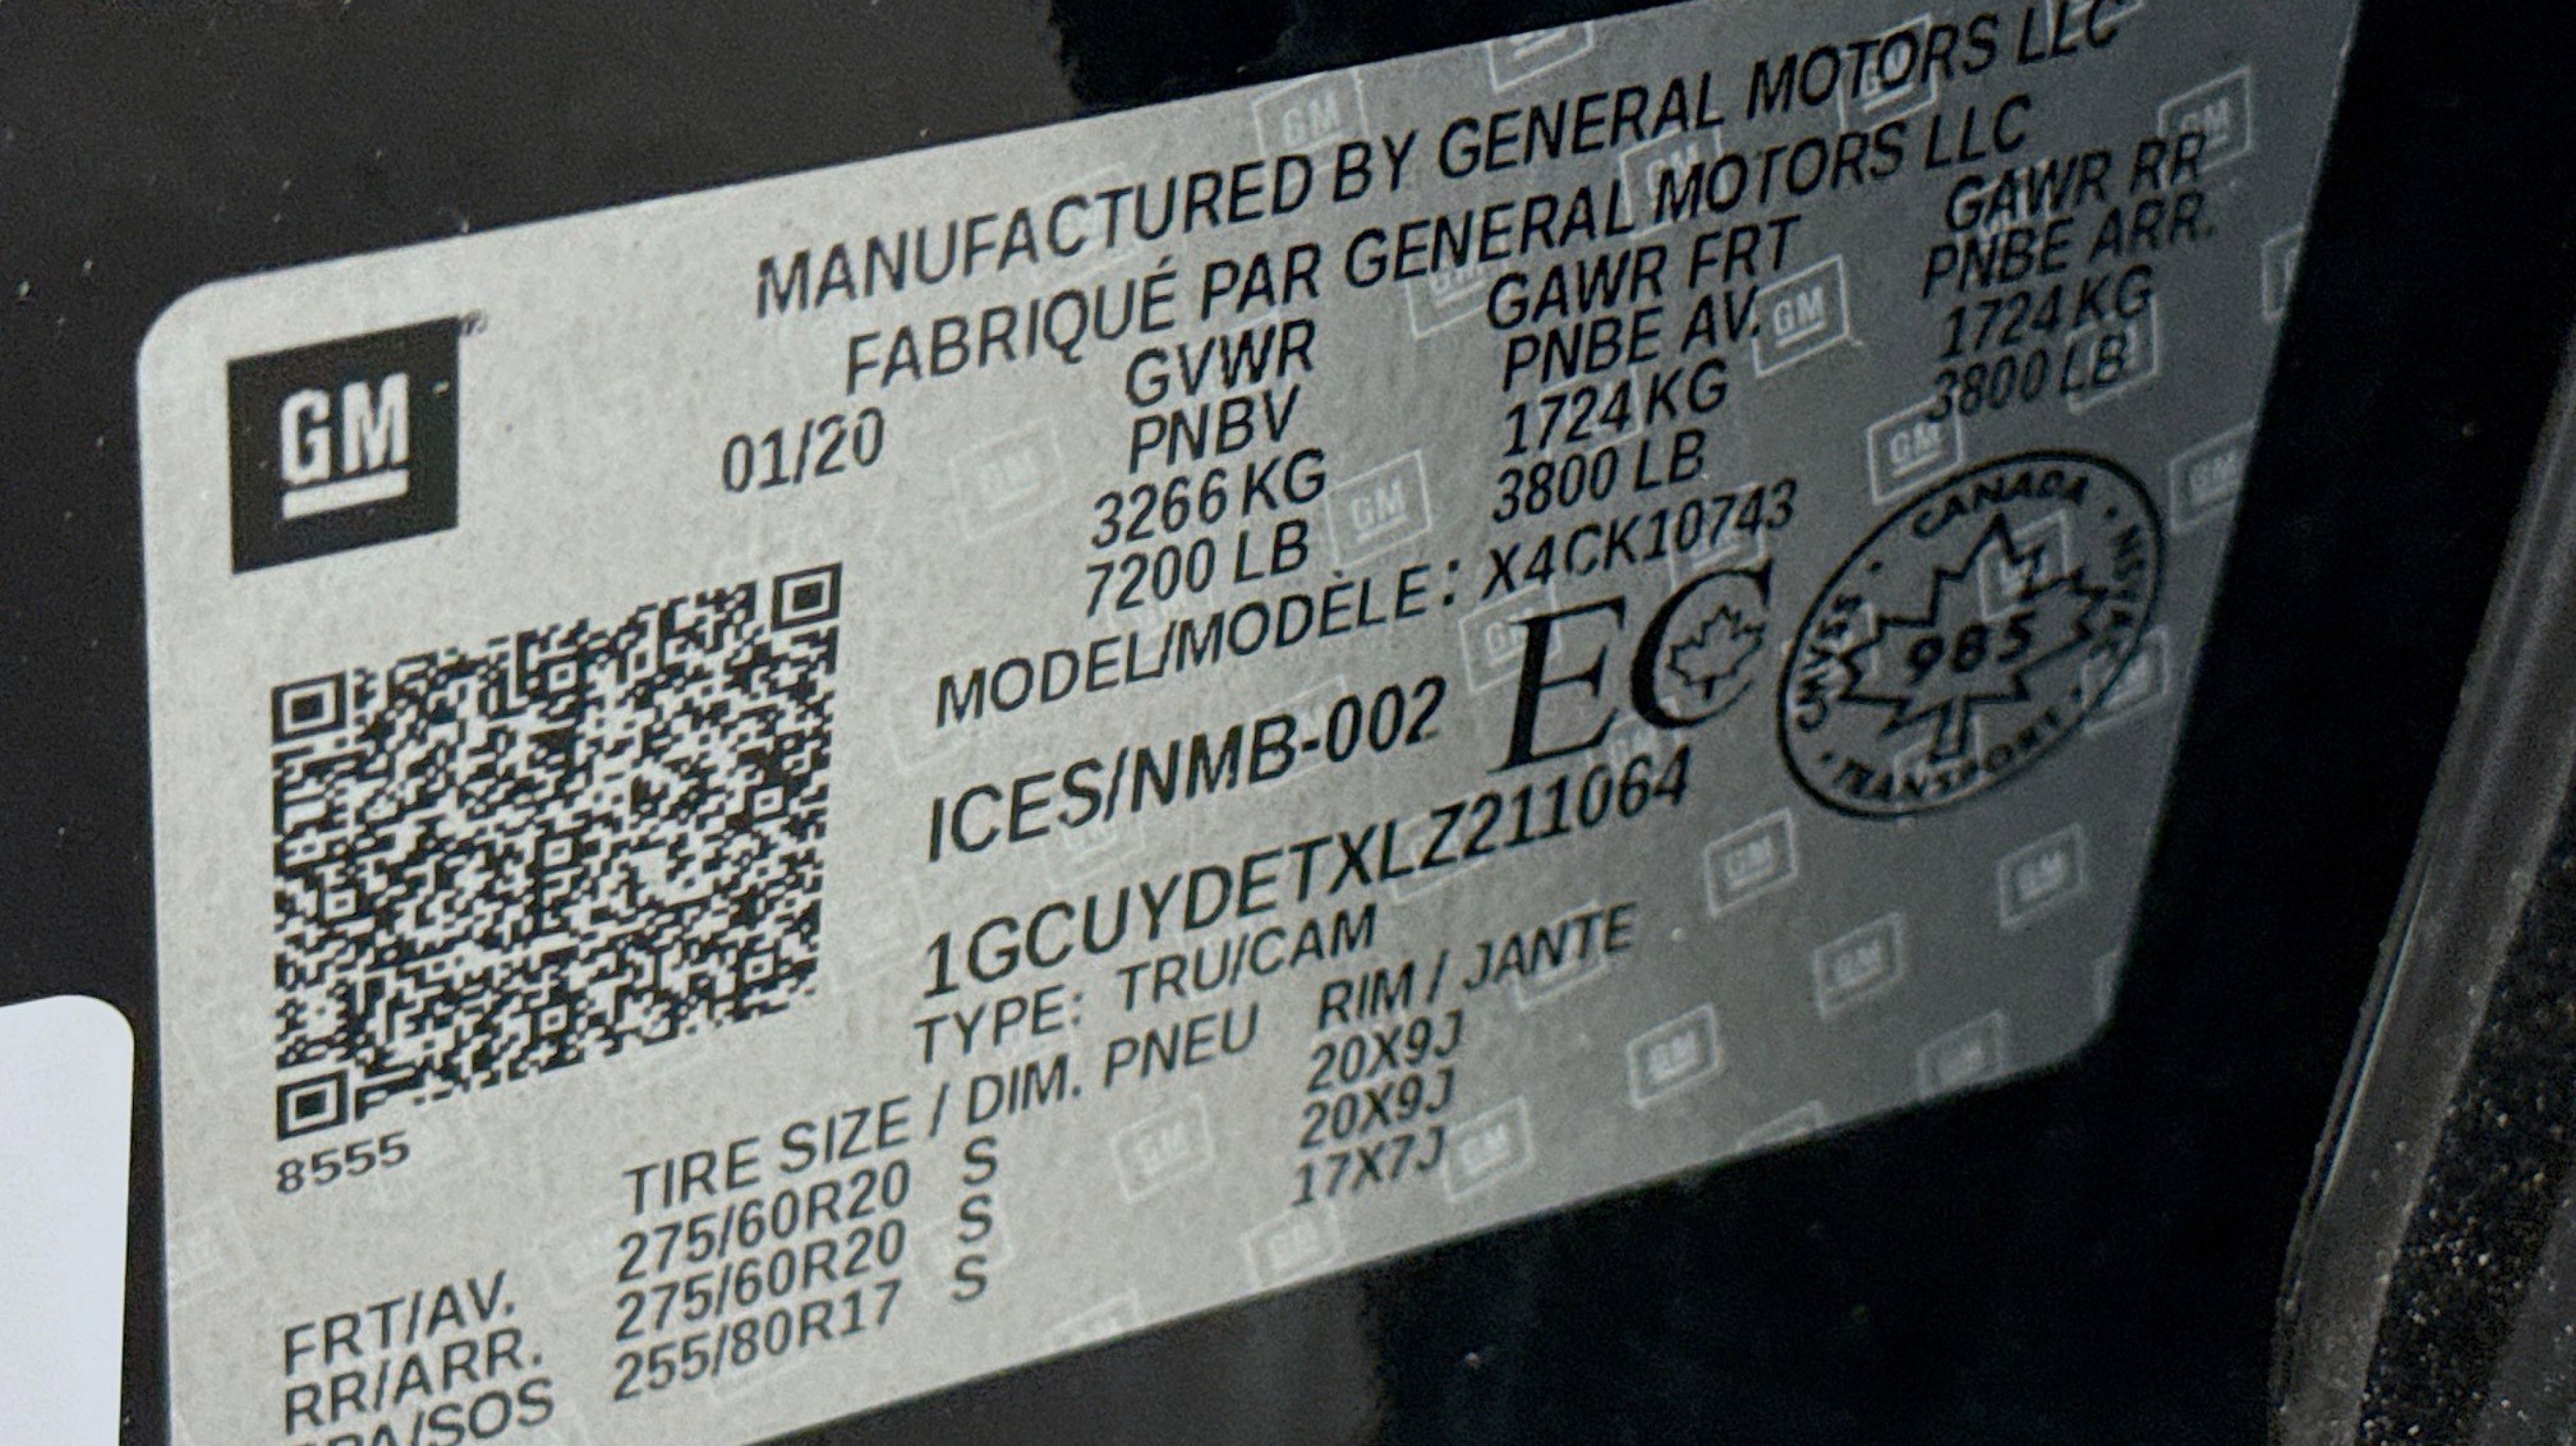 GM
MANUFACTURED BY GENERAL MOTORS LLC
FABRIQUÉ PAR GENERAL MOTORS LLC
01/20
GVWR GAWR FRT GAWR RR
PNBV PNBE AV. PNBE ARR.
3266 KG 1724 KG 1724 KG
7200 LB 3800 LB 3800 LB
MODEL/MODÈLE: X4CK10743
ICES/NMB-002 EC
CANADA
985
TRANSPORT
1GCUYDETXLZ211064
TYPE: TRU/CAM
8555
TIRE SIZE / DIM. PNEU RIM / JANTE
FRT/AV. 275/60R20 S 20X9J
RR/ARR. 275/60R20 S 20X9J
SPA/SOS 255/80R17 S 17X7J